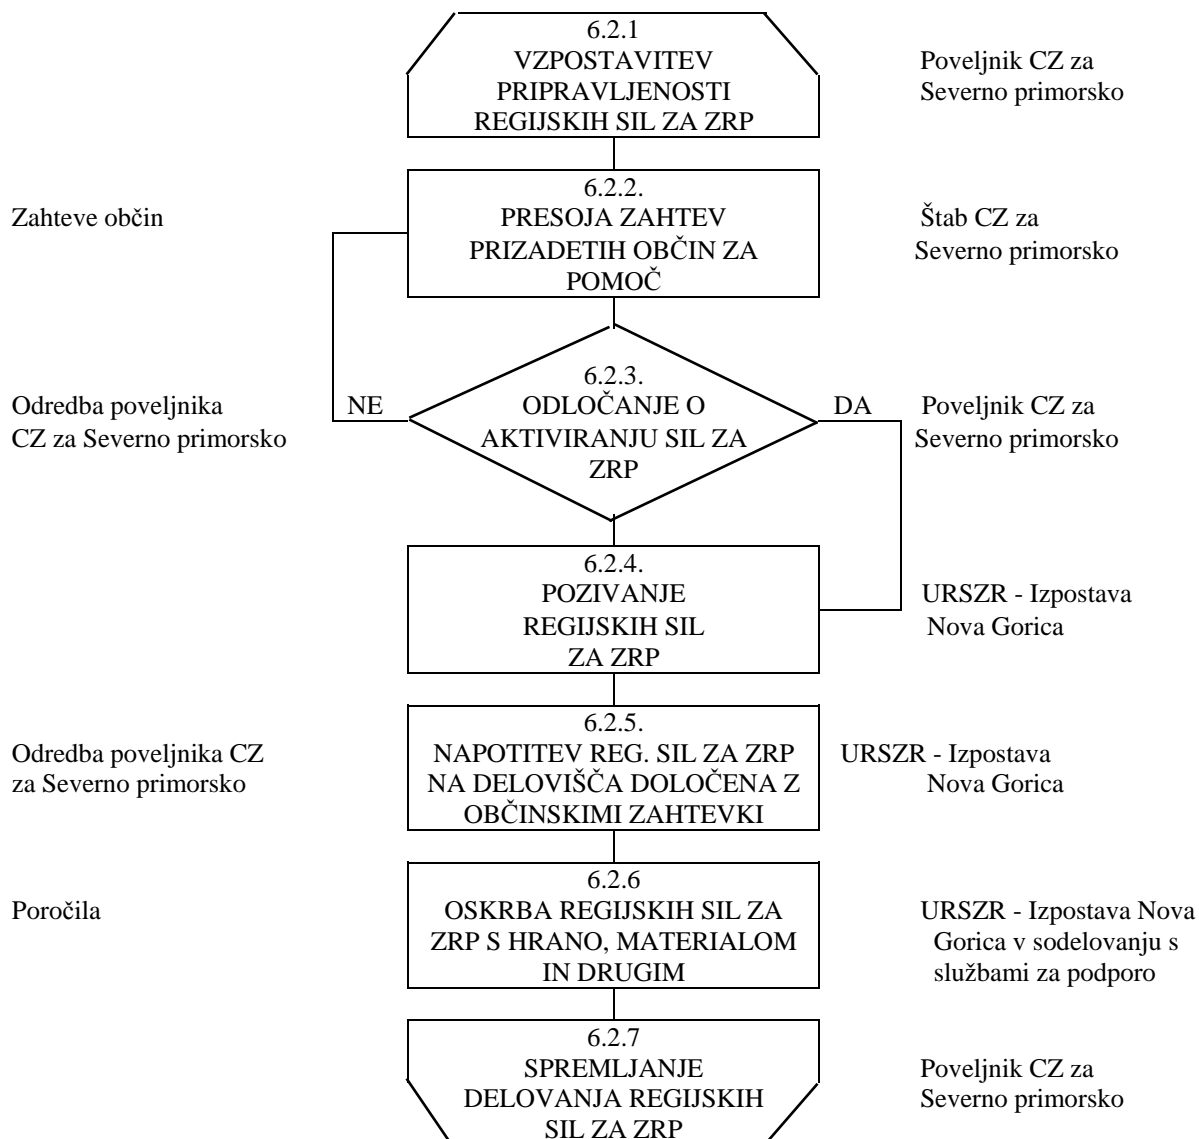 6.2.1
VZPOSTAVITEV
PRIPRAVLJENOSTI
REGIJSKIH SIL ZA ZRP
Poveljnik CZ za
Severno primorsko
Zahteve občin
6.2.2.
PRESOJA ZAHTEV
PRIZADETIH OBČIN ZA
POMOČ
Štab CZ za
Severno primorsko
Odredba poveljnika
CZ za Severno primorsko
NE
6.2.3.
ODLOČANJE O
AKTIVIRANJU SIL ZA
ZRP
DA
Poveljnik CZ za
Severno primorsko
6.2.4.
POZIVANJE
REGIJSKIH SIL
ZA ZRP
URSZR - Izpostava
Nova Gorica
Odredba poveljnika CZ
za Severno primorsko
6.2.5.
NAPOTITEV REG. SIL ZA ZRP
NA DELOVIŠČA DOLOČENA Z
OBČINSKIMI ZAHTEVKI
URSZR - Izpostava
Nova Gorica
Poročila
6.2.6
OSKRBA REGIJSKIH SIL ZA
ZRP S HRANO, MATERIALOM
IN DRUGIM
URSZR - Izpostava Nova
Gorica v sodelovanju s
službami za podporo
6.2.7
SPREMLJANJE
DELOVANJA REGIJSKIH
SIL ZA ZRP
Poveljnik CZ za
Severno primorsko